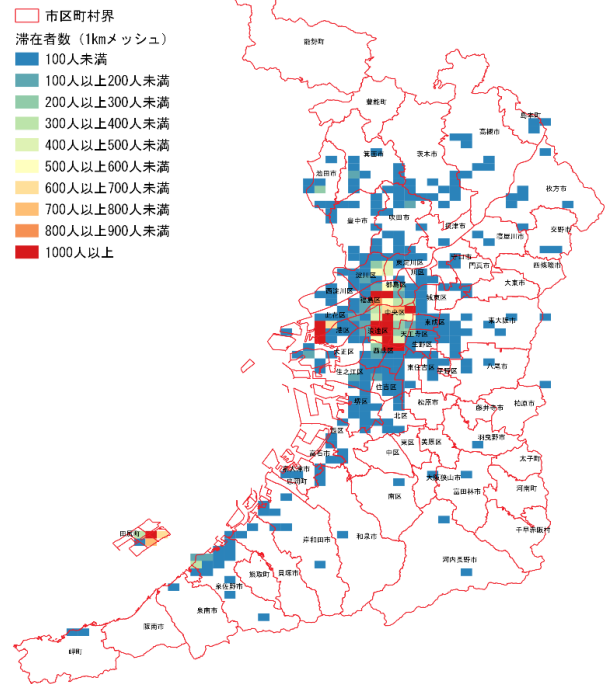 市区町村界
滞在者数（1kmメッシュ）
100人未満
100人以上200人未満
200人以上300人未満
300人以上400人未満
400人以上500人未満
500人以上600人未満
600人以上700人未満
700人以上800人未満
800人以上900人未満
1000人以上
能勢町
豊能町
島本町
高槻市
箕面市
茨木市
池田市
枚方市
豊中市
吹田市
摂津市
交野市
寝屋川市
東淀川区
守口市
門真市
四條畷市
淀川区
大東市
西淀川区
都島区
城東区
福島区
此花区
中央区
東成区
東大阪市
港区
浪速区
天王寺区
大正区
西成区
生野区
住之江区
東住吉区
平野区
八尾市
住吉区
堺区
松原市
藤井寺市
柏原市
北区
西区
東区
美原区
羽曳野市
高石市
中区
太子町
泉大津市
忠岡町
大阪狭山市
富田林市
河南町
南区
千早赤阪村
田尻町
岸和田市
和泉市
河内長野市
熊取町
貝塚市
泉佐野市
泉南市
阪南市
岬町